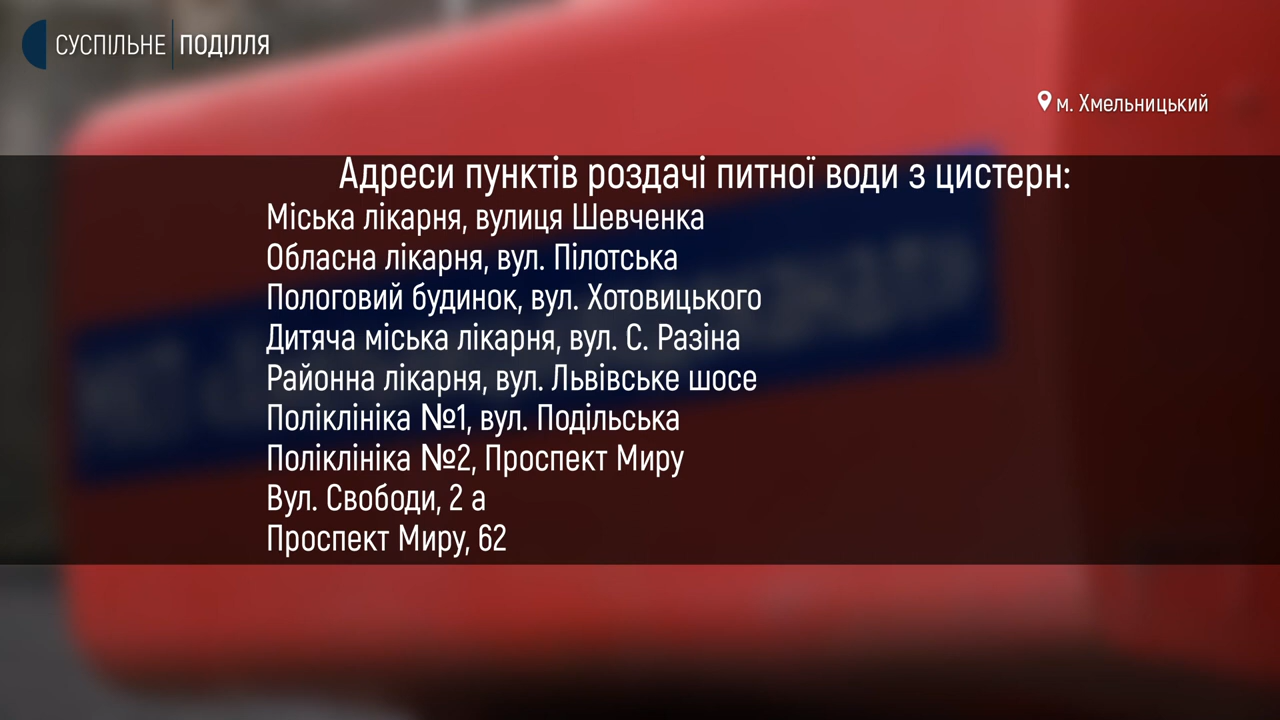 СУСПІЛЬНЕ ПОДІЛЛЯ
м. Хмельницький
Адреси пунктів роздачі питної води з цистерн:
Міська лікарня, вулиця Шевченка
Обласна лікарня, вул. Пілотська
Пологовий будинок, вул. Хотовицького
Дитяча міська лікарня, вул. С. Разіна
Районна лікарня, вул. Львівське шосе
Поліклініка №1, вул. Подільська
Поліклініка №2, Проспект Миру
Вул. Свободи, 2 а
Проспект Миру, 62